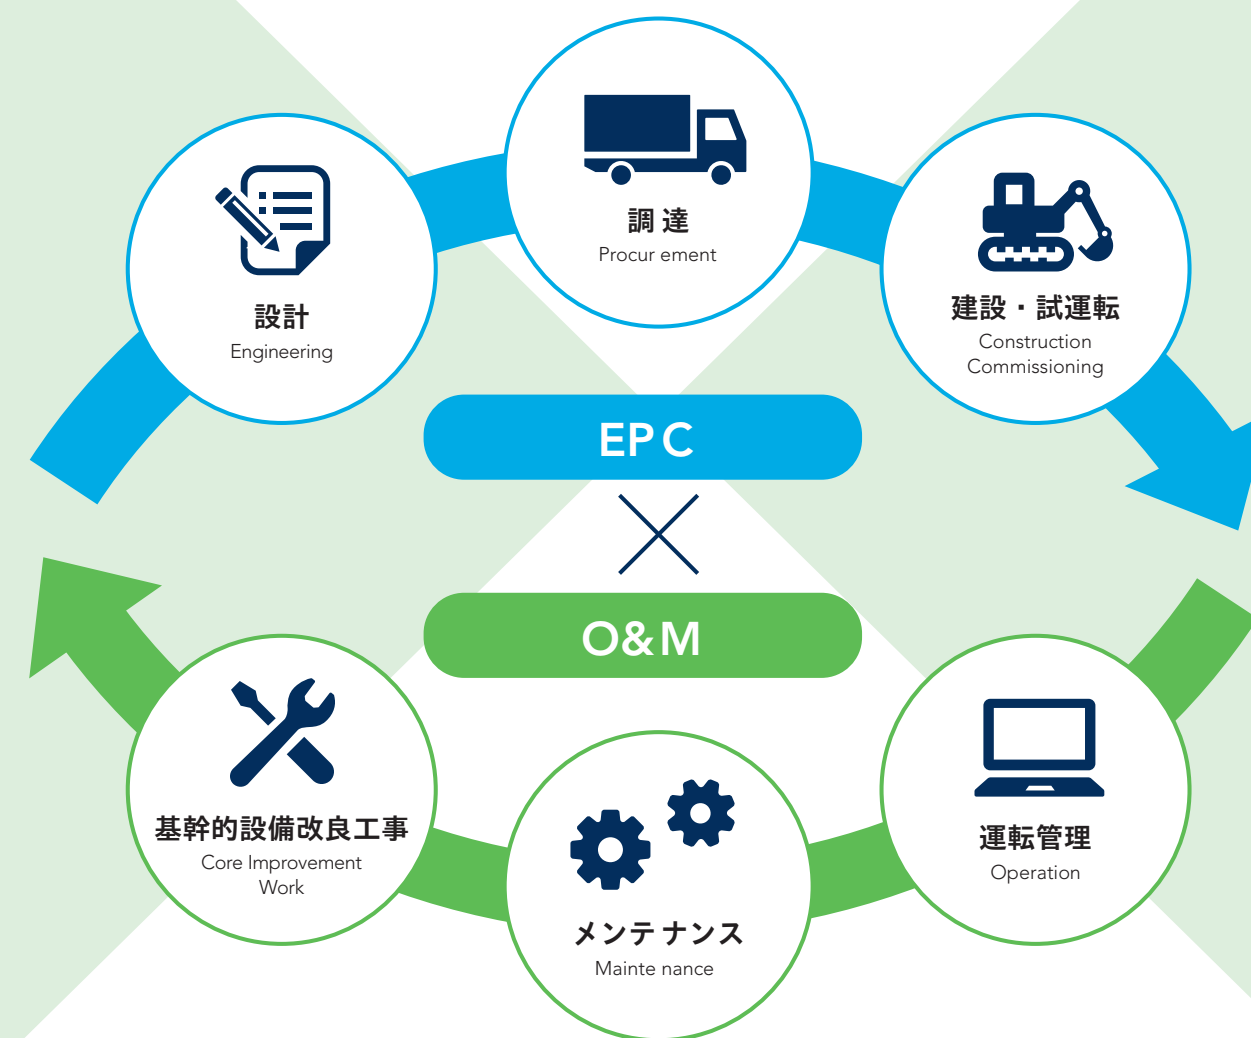 調達
Procur ement
設計
Engineering
建設・試運転
Construction
Commissioning
EPC
O&M
基幹的設備改良工事
Core Improvement
Work
運転管理
Operation
メンテナンス
Mainte nance